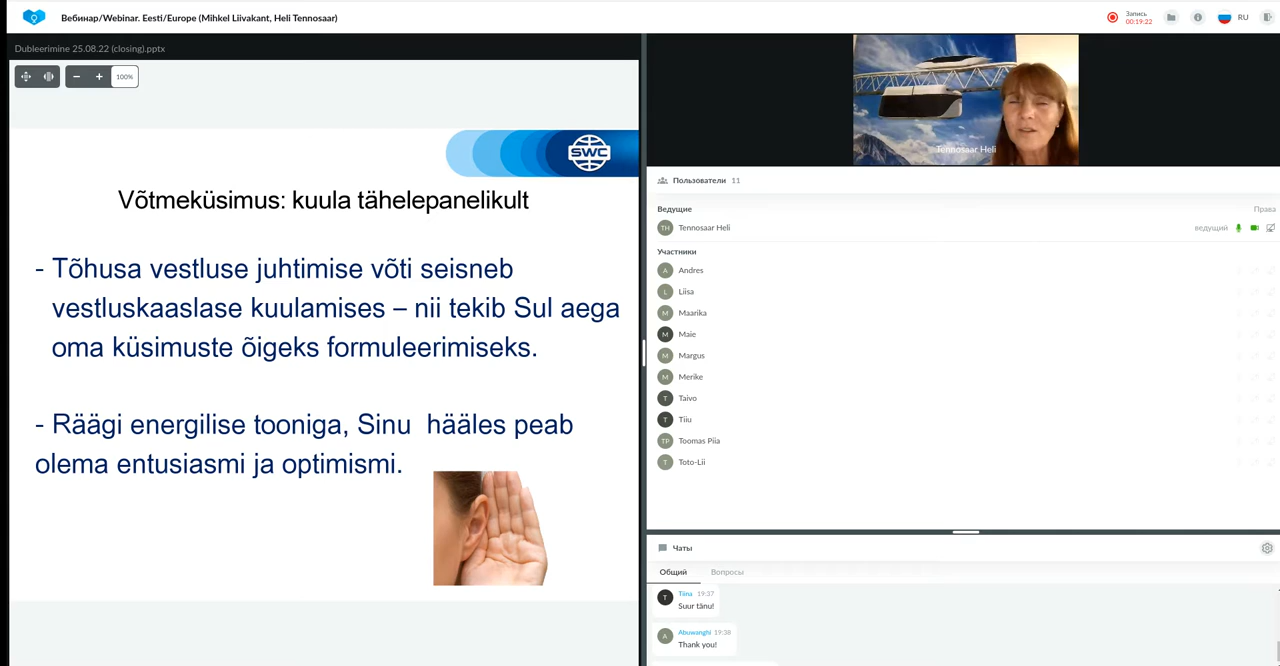 Вебинар/Webinar. Eesti/Europe (Mihkel Liivakant, Heli Tennosaar)
Запись
00:19:22
RU
Dubleerimine 25.08.22 (closing).pptx
100%
SWC
Võtmeküsimus: kuula tähelepanelikult
- Tõhusa vestluse juhtimise võti seisneb
vestluskaaslase kuulamises – nii tekib Sul aega
oma küsimuste õigeks formuleerimiseks.
- Räägi energilise tooniga, Sinu hääles peab
olema entusiasmi ja optimismi.
Tennosaar Heli
Пользователи 11
Ведущие Права
TH Tennosaar Heli ведущий
Участники
A Andres
L Liisa
M Maarika
M Maie
M Margus
M Merike
T Taivo
T Tiiu
TP Toomas Piia
T Toto-Lii
Чаты
Общий Вопросы
T Tiina 19:37
Suur tänu!
A Abuwanghi 19:38
Thank you!